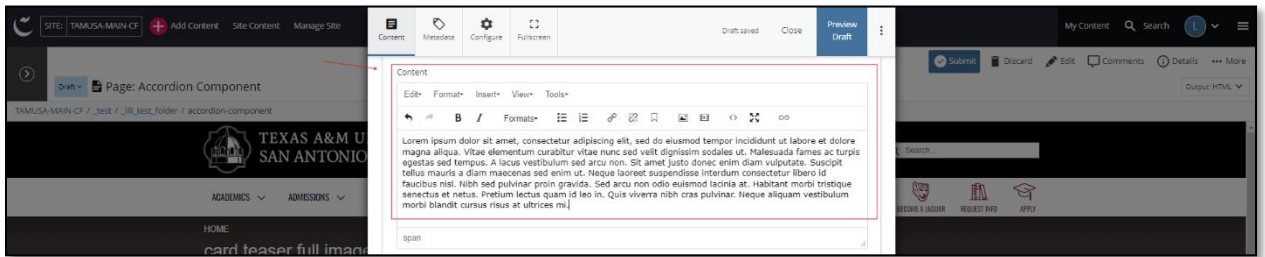 SITE: TAMUSA-MAIN-CF Add Content Site Content Manage Site
My Content Search L
Content Metadata Configure Fullscreen Draft saved Close Preview Draft
Submit Discard Edit Comments Details More
Draft Page: Accordion Component
Output: HTML
TAMUSA-MAIN-CF / _test / _lili_test_folder / accordion-component
Content
Edit Format Insert View Tools
B I Formats
Lorem ipsum dolor sit amet, consectetur adipiscing elit, sed do eiusmod tempor incididunt ut labore et dolore
magna aliqua. Vitae elementum curabitur vitae nunc sed velit dignissim sodales ut. Malesuada fames ac turpis
egestas sed tempus. A lacus vestibulum sed arcu non. Sit amet justo donec enim diam vulputate. Suscipit
tellus mauris a diam maecenas sed enim ut. Neque laoreet suspendisse interdum consectetur libero id
faucibus nisl. Nibh sed pulvinar proin gravida. Sed arcu non odio euismod lacinia at. Habitant morbi tristique
senectus et netus. Pretium lectus quam id leo in. Quis viverra nibh cras pulvinar. Neque aliquam vestibulum
morbi blandit cursus risus at ultrices mi.
span
TEXAS A&M U
SAN ANTONIO
Search...
ACADEMICS ADMISSIONS
BECOME A JAGUAR REQUEST INFO APPLY
HOME
card teaser full image